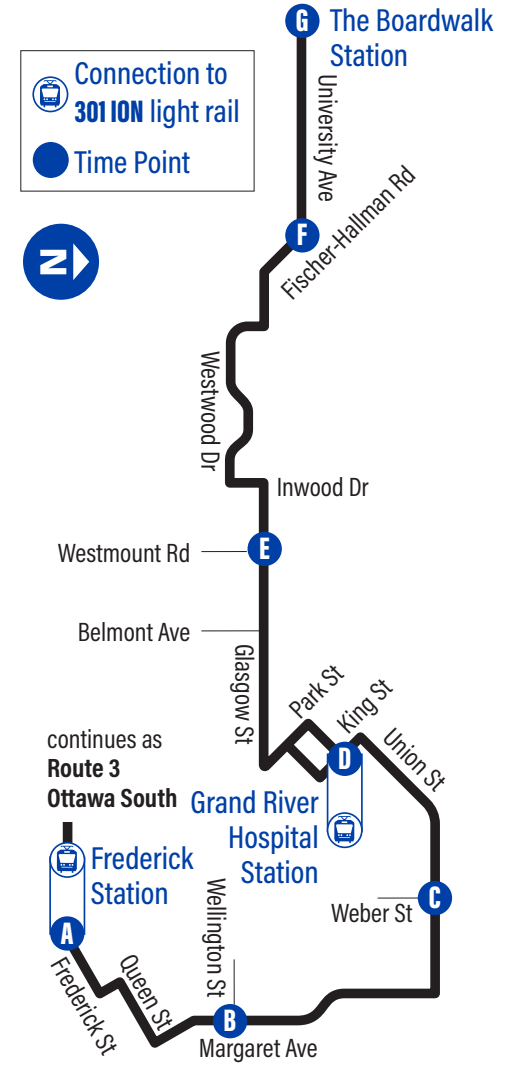 G
The Boardwalk
Station
Connection to
301 ION light rail
Time Point
University Ave
N
F
Fischer-Hallman Rd
Westwood Dr
Inwood Dr
E
Westmount Rd
Belmont Ave
Glasgow St
Park St
King St
Union St
continues as
Route 3
Ottawa South
D
Grand River
Hospital
Station
Frederick
Station
Wellington St
C
Weber St
A
Frederick St
Queen St
B
Margaret Ave